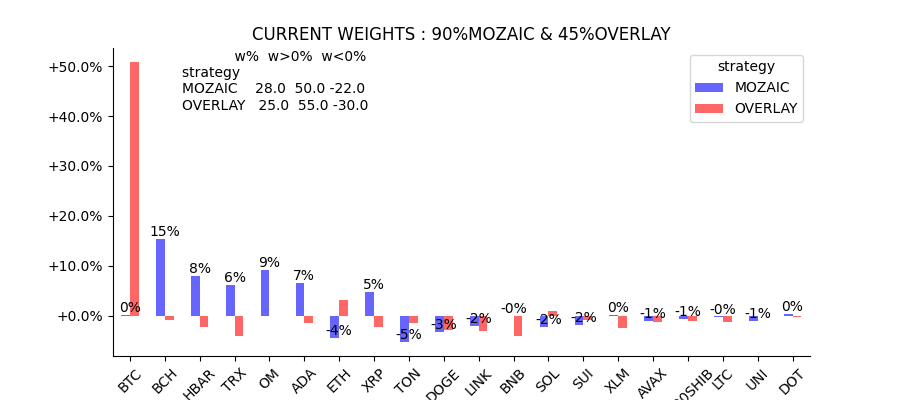 CURRENT WEIGHTS : 90%MOZAIC & 45%OVERLAY
w% w>0% w<0%
strategy
MOZAIC 28.0 50.0 -22.0
OVERLAY 25.0 55.0 -30.0
strategy
MOZAIC
OVERLAY
+50.0%
+40.0%
+30.0%
+20.0%
+10.0%
+0.0%
0% 15% 8% 6% 9% 7% -4% 5% -5% -3% -2% -0% -2% -2% 0% -1% -1% -0% -1% 0%
BTC BCH HBAR TRX OM ADA ETH XRP TON DOGE LINK BNB SOL SUI XLM AVAX 00SHIB LTC UNI DOT